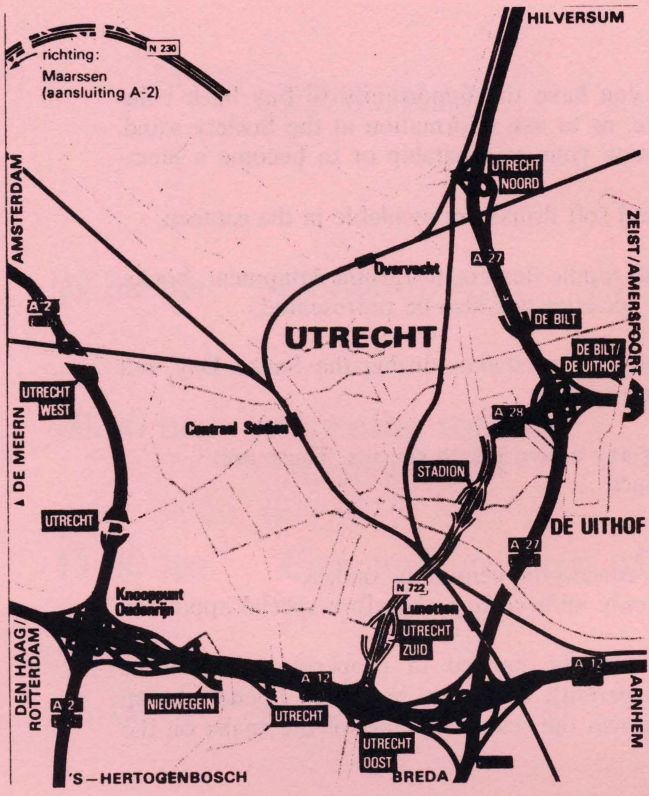 HILVERSUM
N 230
richting:
Maarssen
(aansluiting A-2)
AMSTERDAM
UTRECHT
NOORD
ZEIST/AMERSFOORT
A 27
Overvecht
A 2
UTRECHT
DE BILT
DE BILT/
DE UITHOF
UTRECHT
WEST
A 28
Centraal Station
▲ DE MEERN
STADION
UTRECHT
DE UITHOF
A 27
N 722
Knooppunt
Oudenrijn
Lunetten
UTRECHT
ZUID
DEN HAAG/
ROTTERDAM
A 12
A 12
A 2
NIEUWEGEIN
UTRECHT
ARNHEM
UTRECHT
OOST
'S-HERTOGENBOSCH
BREDA